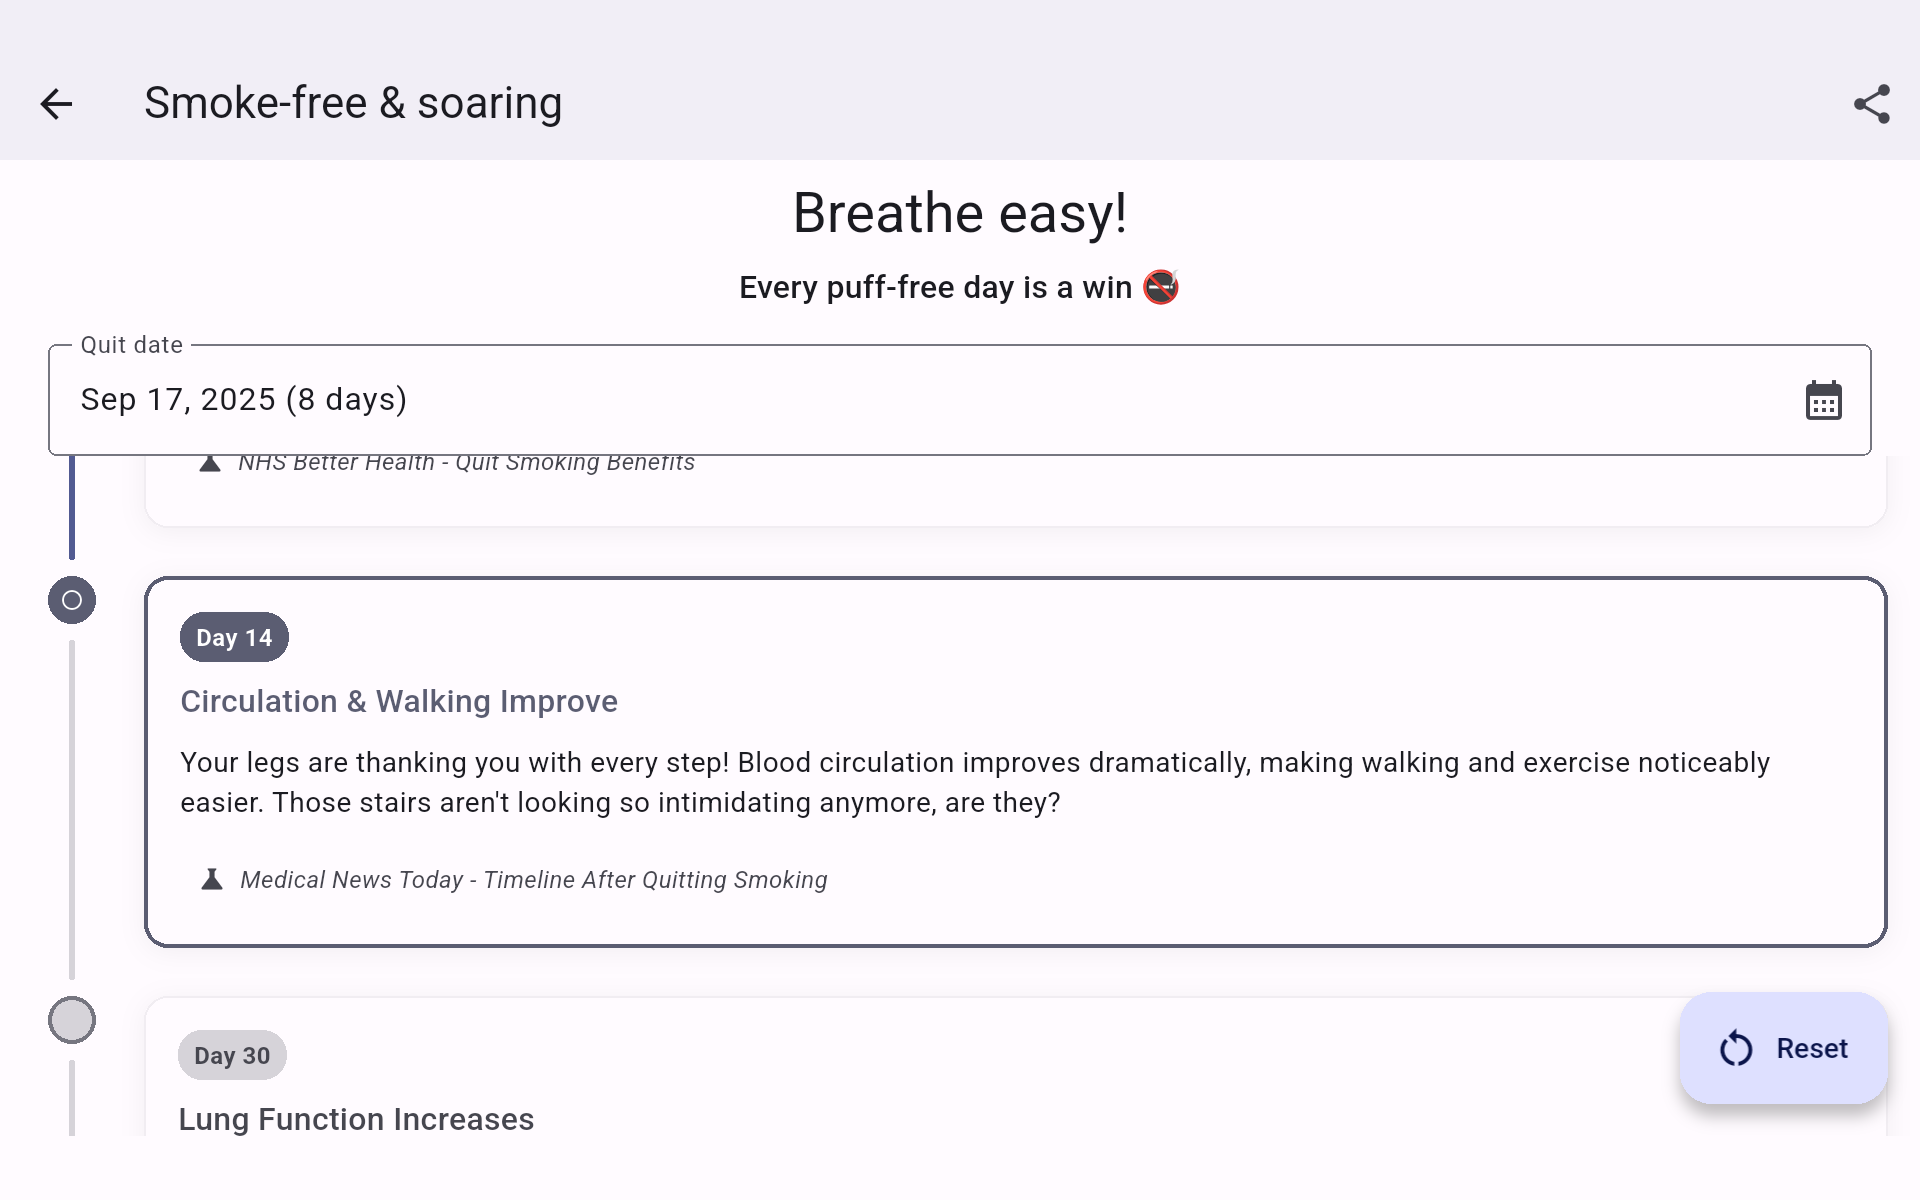 Smoke-free & soaring
Breathe easy!
Every puff-free day is a win
Quit date
Sep 17, 2025 (8 days)
NHS Better Health - Quit Smoking Benefits
Day 14
Circulation & Walking Improve
Your legs are thanking you with every step! Blood circulation improves dramatically, making walking and exercise noticeably
easier. Those stairs aren't looking so intimidating anymore, are they?
Medical News Today - Timeline After Quitting Smoking
Day 30
Reset
Lung Function Increases